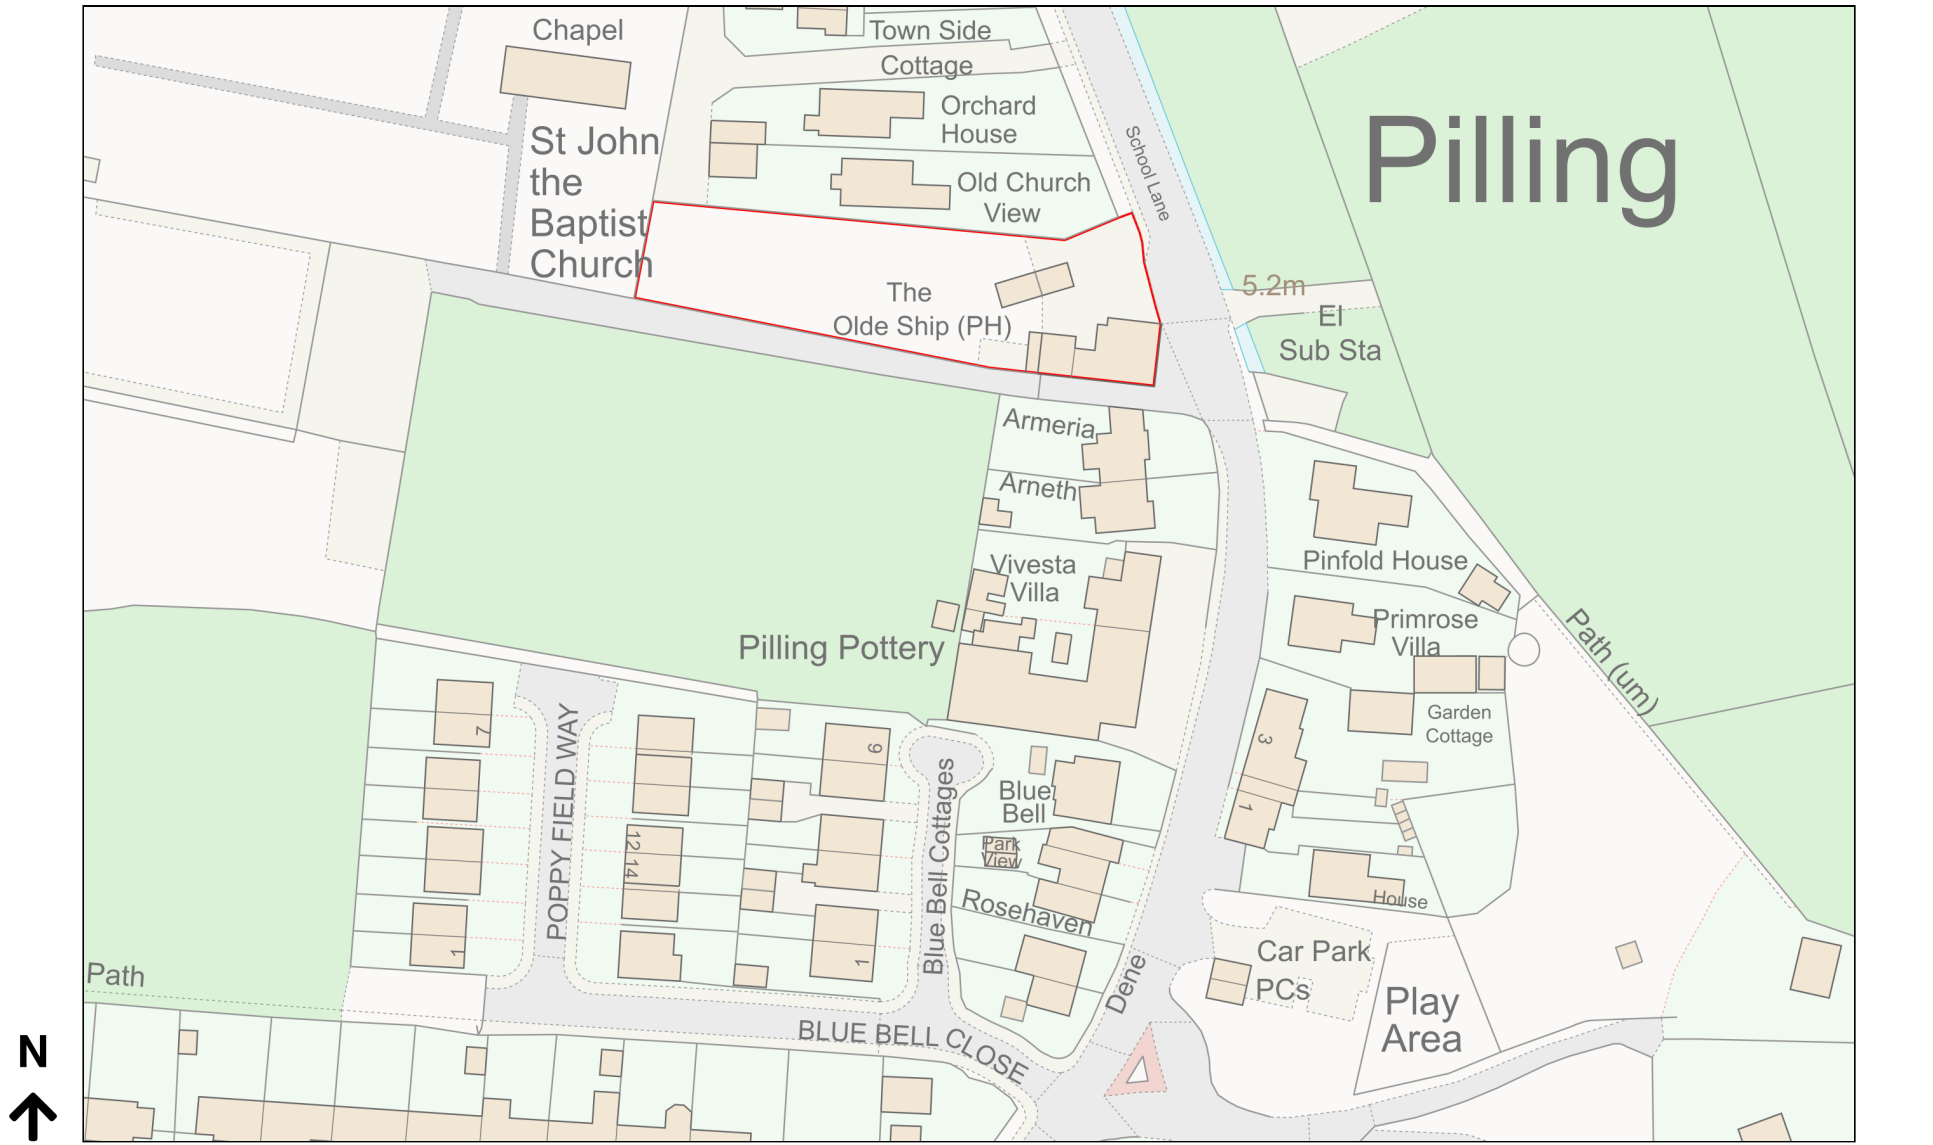 Chapel
Town Side
Cottage
Orchard
House
St John
the
Baptist
Church
Old Church
View
School Lane
Pilling
5.2m
El
Sub Sta
The
Olde Ship (PH)
Armeria
Arneth
Vivesta
Villa
Pinfold House
Primrose
Villa
Path (um)
Pilling Pottery
Garden
Cottage
7
POPPY FIELD WAY
9
3
1
Blue
Bell
Blue Bell Cottages
12 14
Park
View
House
Rosehaven
1
1
Car Park
PCs
Dene
Play
Area
Path
BLUE BELL CLOSE
N